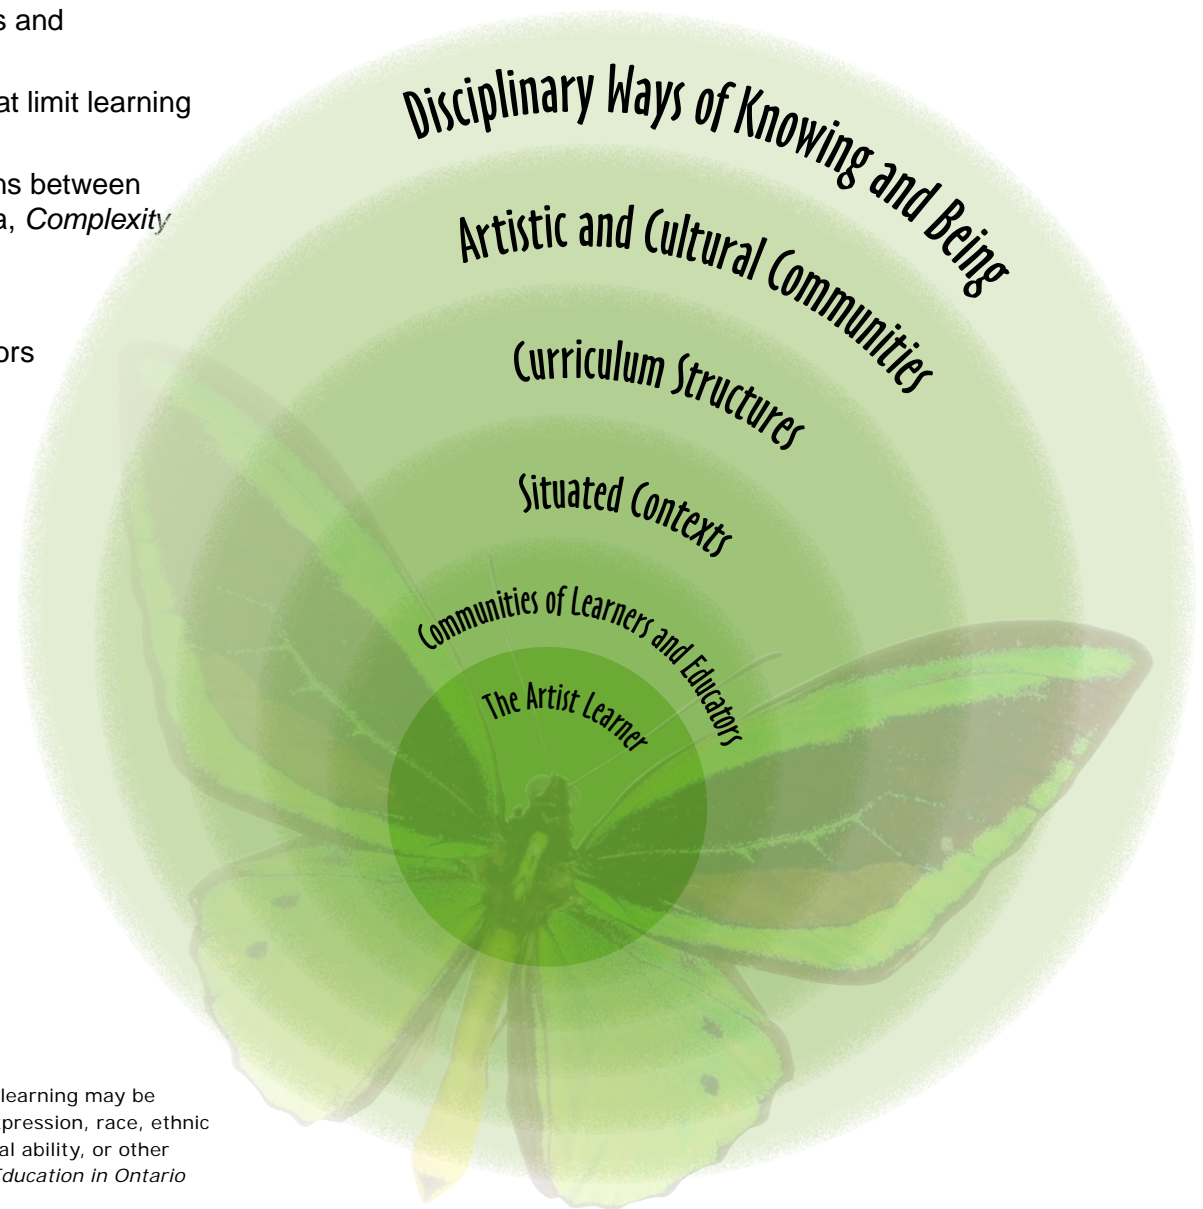 s and
at limit learning
ns between
a, Complexity
ors
Disciplinary Ways of Knowing and Being
Artistic and Cultural Communities
Curriculum Structures
Situated Contexts
Communities of Learners and Educators
The Artist Learner
learning may be
xpression, race, ethnic
al ability, or other
Education in Ontario